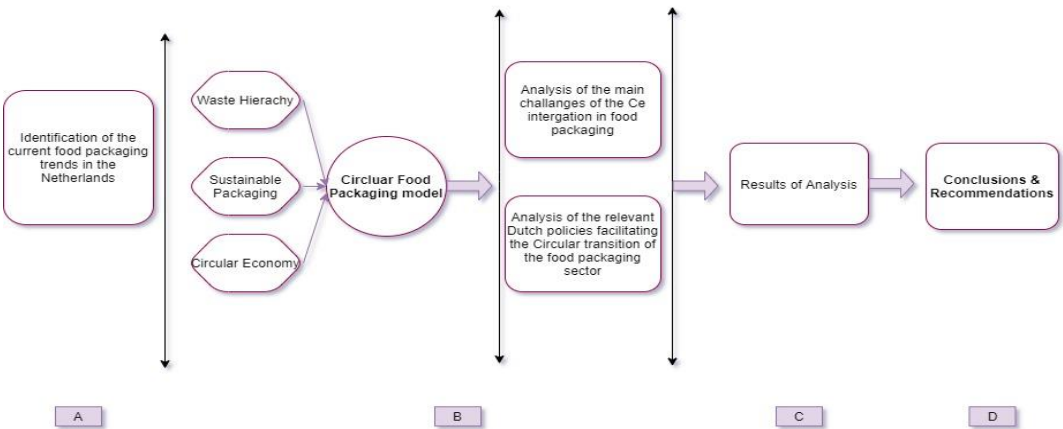 Identification of the
current food packaging
trends in the
Netherlands
Waste Hierachy
Sustainable
Packaging
Circular Economy
Circluar Food
Packaging model
Analysis of the main
challanges of the Ce
intergation in food
packaging
Analysis of the relevant
Dutch policies facilitating
the Circular transition of
the food packaging
sector
Results of Analysis
Conclusions &
Recommendations
A
B
C
D